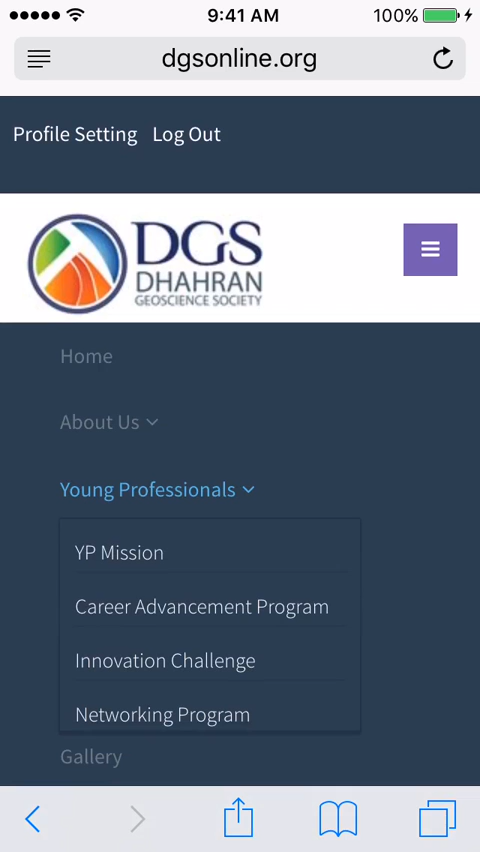 9:41 AM
100%
dgsonline.org
Profile Setting Log Out
DGS
DHAHRAN
GEOSCIENCE SOCIETY
Home
About Us
Young Professionals
YP Mission
Career Advancement Program
Innovation Challenge
Networking Program
Gallery